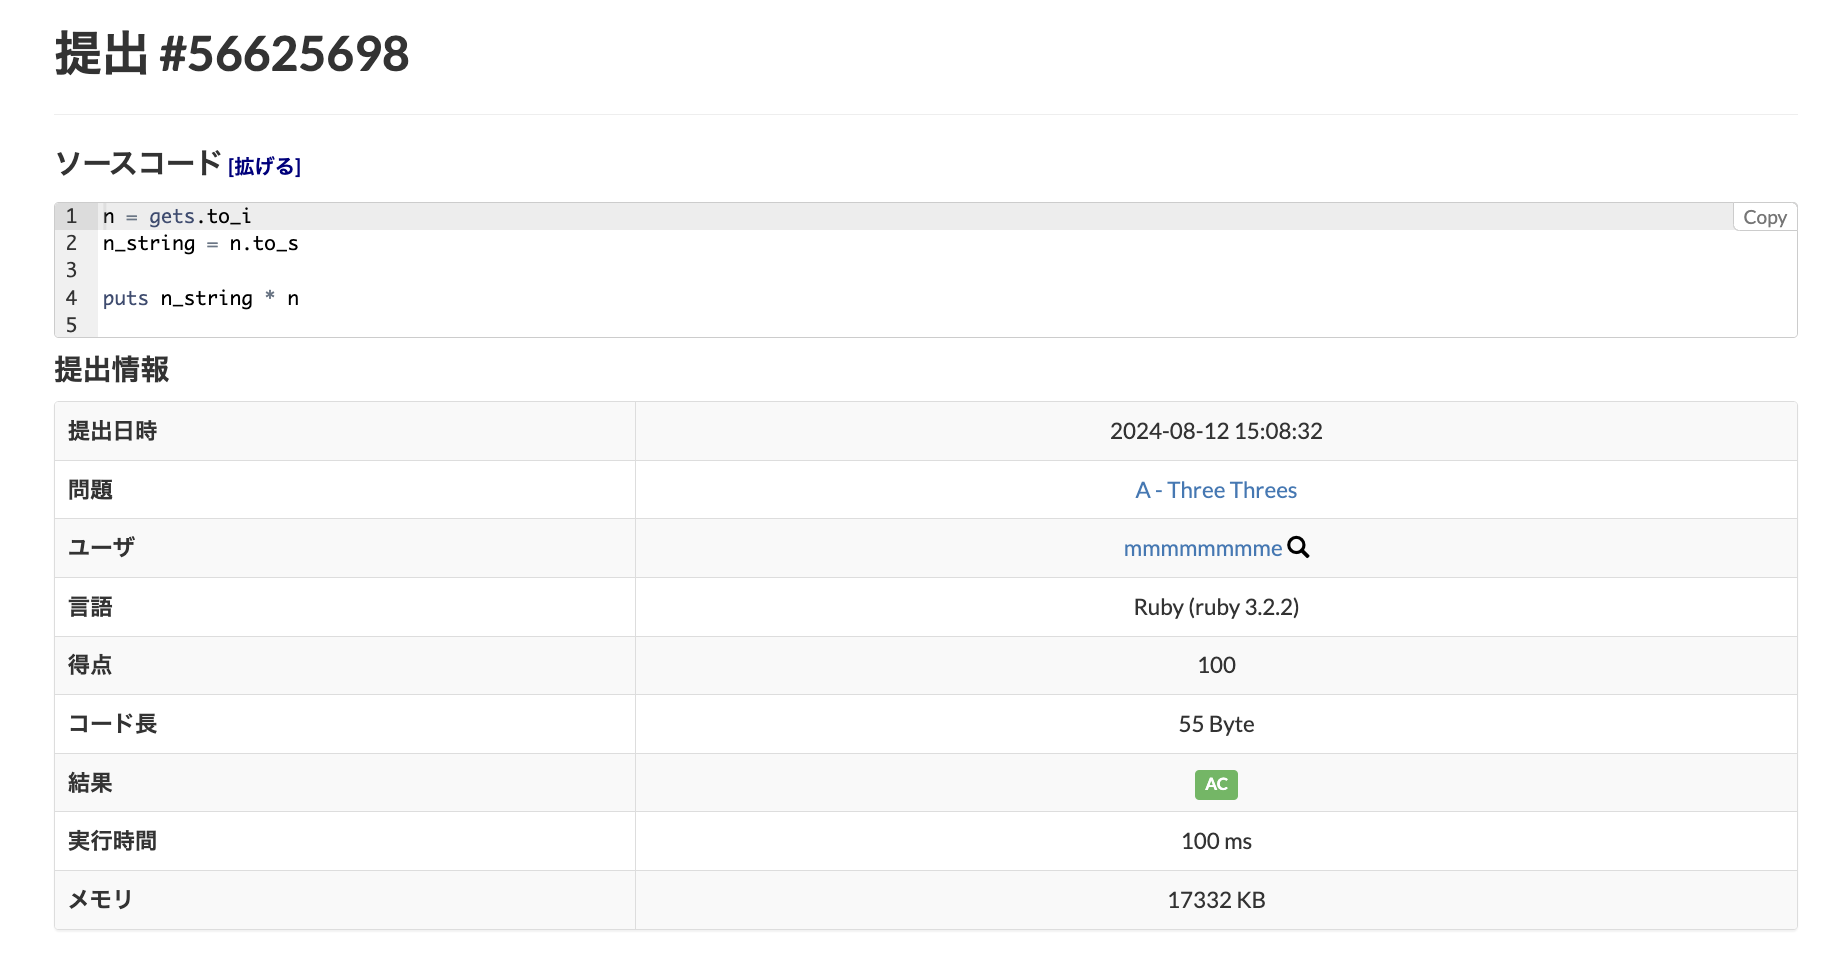 提出 #56625698
ソースコード [拡げる]
1 n = gets.to_i
Copy
2 n_string = n.to_s
3
4 puts n_string * n
5
提出情報
提出日時 2024-08-12 15:08:32
問題 A - Three Threes
ユーザ mmmmmmmme
言語 Ruby (ruby 3.2.2)
得点 100
コード長 55 Byte
結果 AC
実行時間 100 ms
メモリ 17332 KB